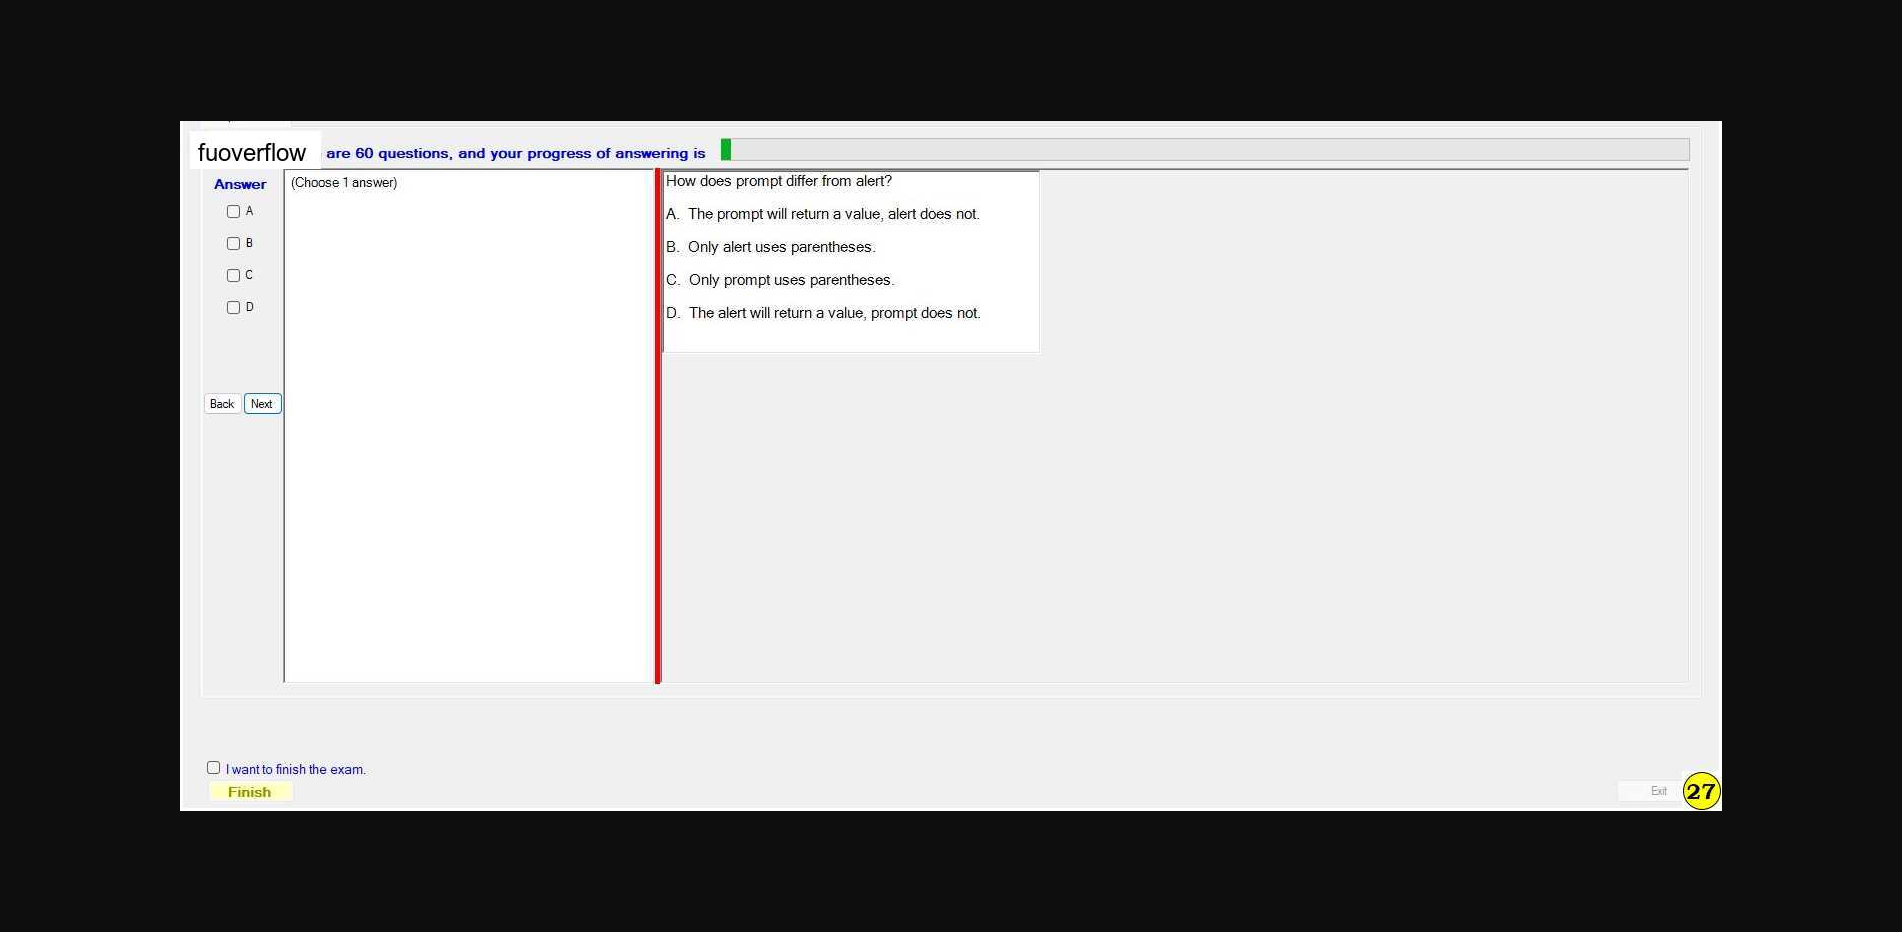 fuoverflow are 60 questions, and your progress of answering is
Answer
A
B
C
D
Back Next
(Choose 1 answer)
How does prompt differ from alert?
A. The prompt will return a value, alert does not.
B. Only alert uses parentheses.
C. Only prompt uses parentheses.
D. The alert will return a value, prompt does not.
I want to finish the exam.
Finish
Exit
27